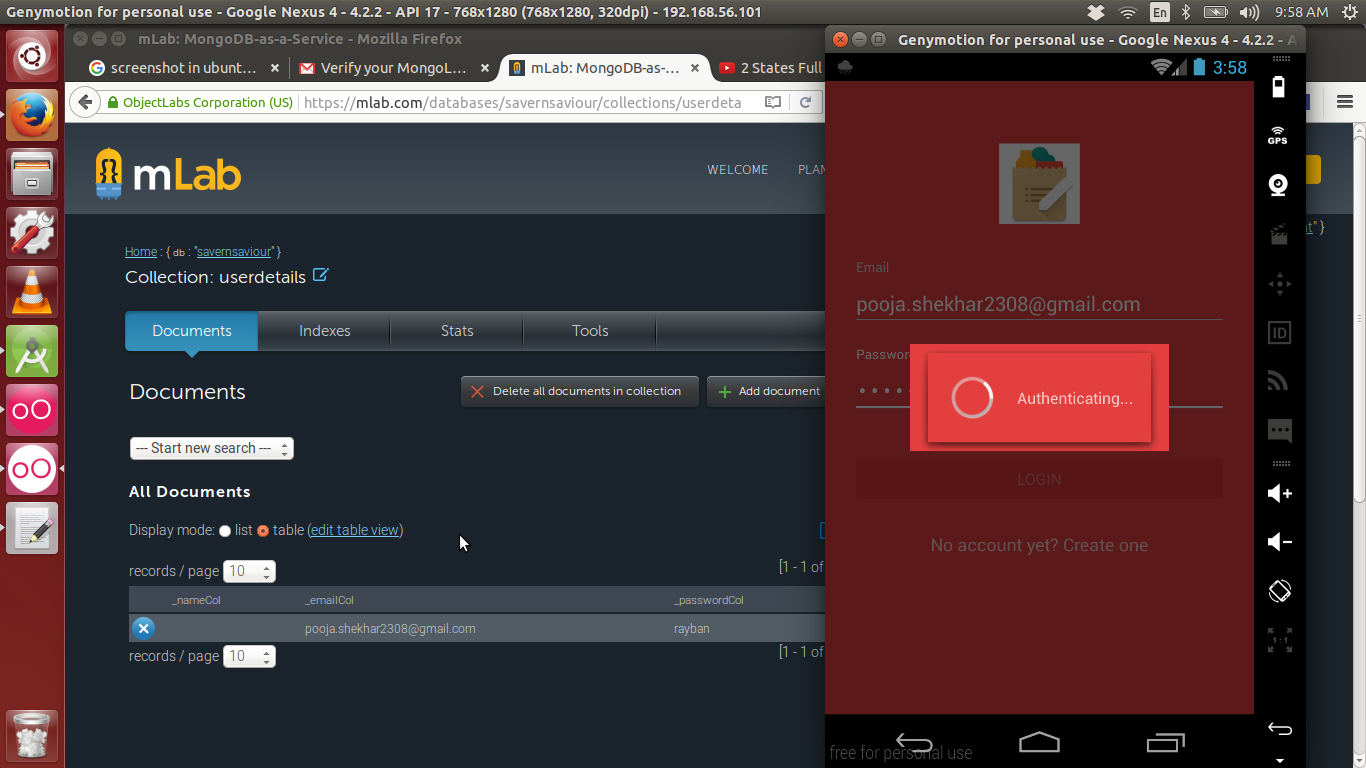 Genymotion for personal use - Google Nexus 4 - 4.2.2 - API 17 - 768x1280 (768x1280, 320dpi) - 192.168.56.101
En
9:58 AM
mLab: MongoDB-as-a-Service - Mozilla Firefox
screenshot in ubunt...
Verify your MongoL...
mLab: MongoDB-as-...
2 States Full
ObjectLabs Corporation (US)
https://mlab.com/databases/savernsaviour/collections/userdeta
mLab
WELCOME
PLAN
Home : { db : "savernsaviour" }
t" }
Collection: userdetails
Documents
Indexes
Stats
Tools
Documents
Delete all documents in collection
Add document
--- Start new search ---
All Documents
Display mode: list table (edit table view)
records / page 10
[1 - 1 of
_nameCol
_emailCol
_passwordCol
pooja.shekhar2308@gmail.com
rayban
records / page 10
[1 - 1 of
Genymotion for personal use - Google Nexus 4 - 4.2.2 - A
3:58
Email
pooja.shekhar2308@gmail.com
Passwor
Authenticating...
LOGIN
No account yet? Create one
free for personal use
GPS
ID
1:1